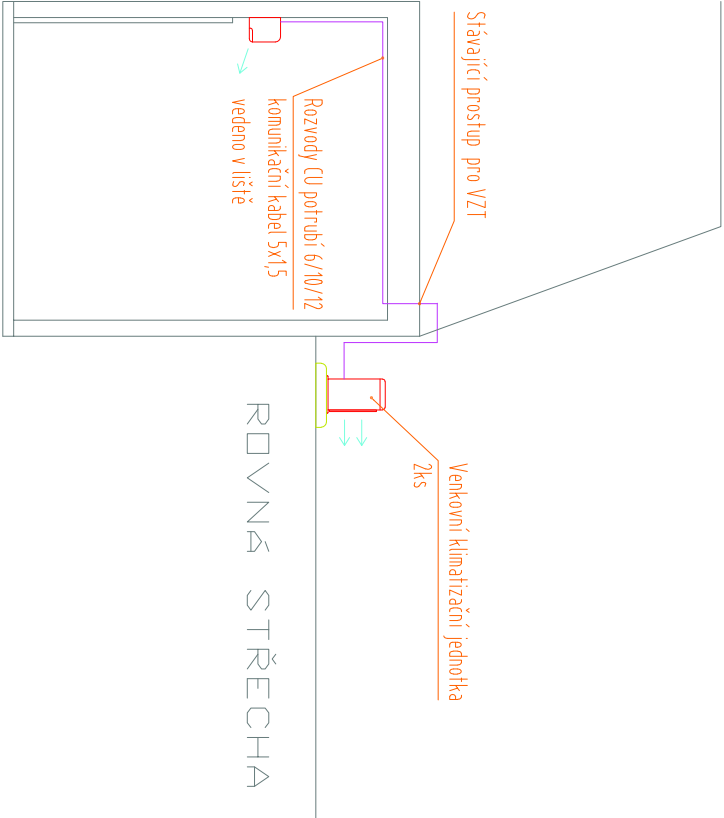 Stávající prostup pro VZT
Rozvody CU potrubí 6/10/12
komunikační kabel 5x1,5
vedeno v liště
Venkovní klimatizační jednotka
2ks
ROVNÁ STŘECHA